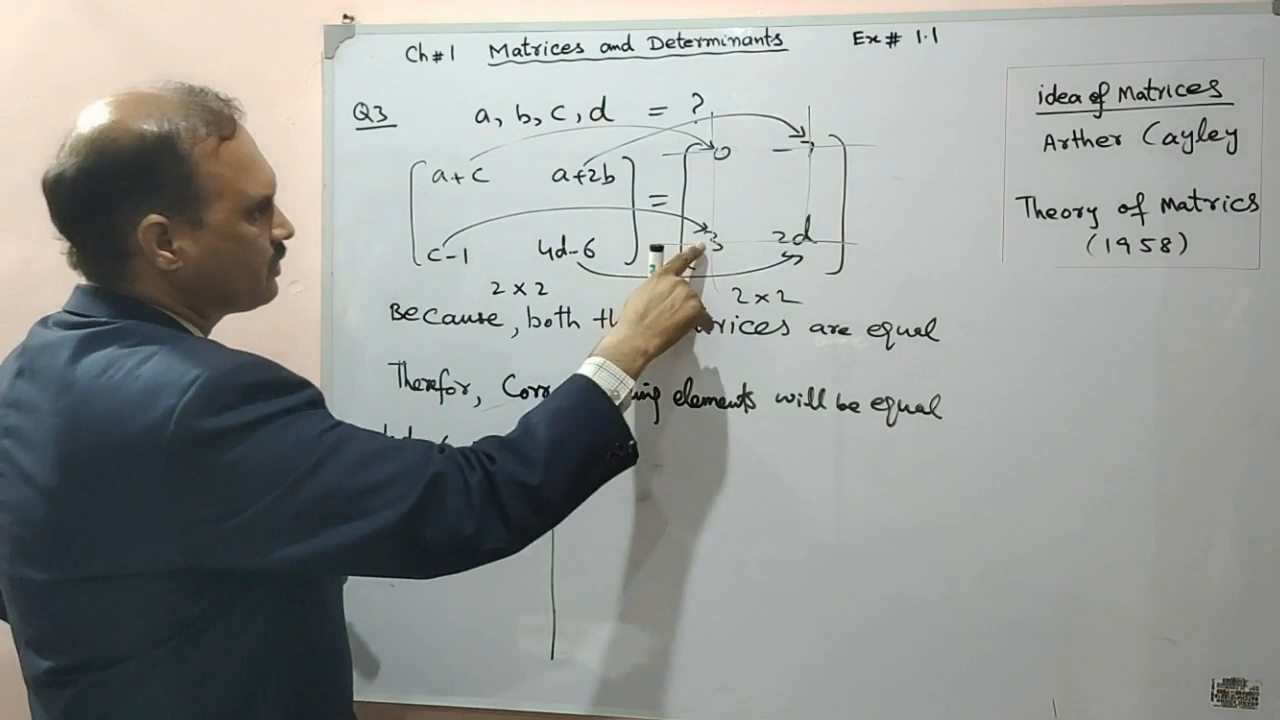 Ch#1 Matrices and Determinants Ex# 1.1
Q3 a, b, c, d = ?
a+c a+2b = 0 -7
c-1 4d-6 3 2d
2×2 2×2
Because, both are equal
Therefor, elements will be equal
idea of Matrices
Arther Cayley
Theory of Matrics
(1958)